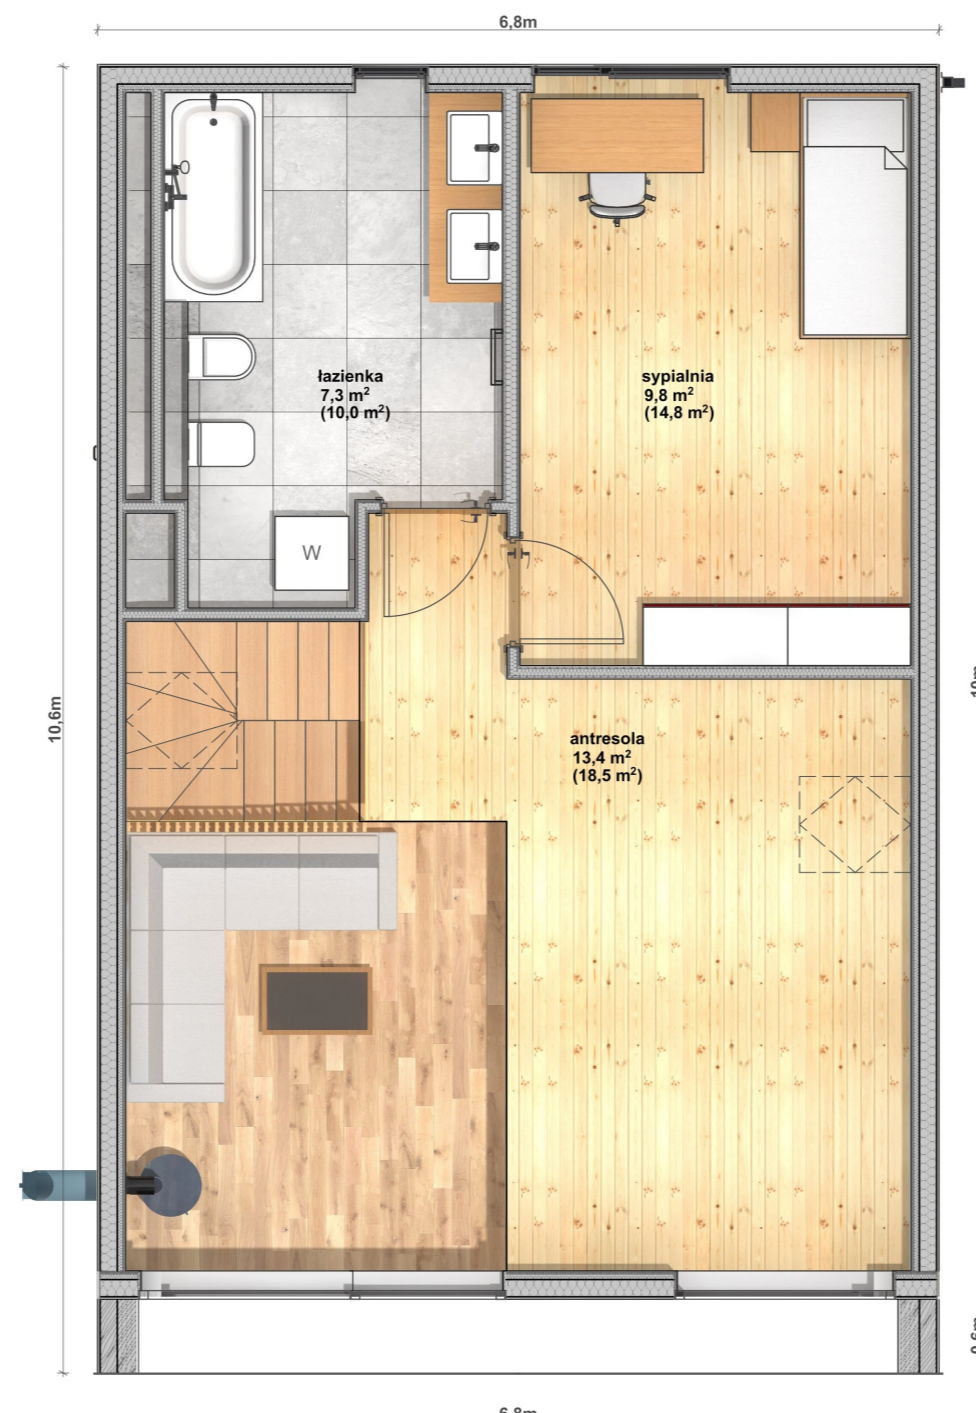 6,8m
łazienka
7,3 m²
(10,0 m²)
sypialnia
9,8 m²
(14,8 m²)
W
10,6m
antresola
13,4 m²
(18,5 m²)